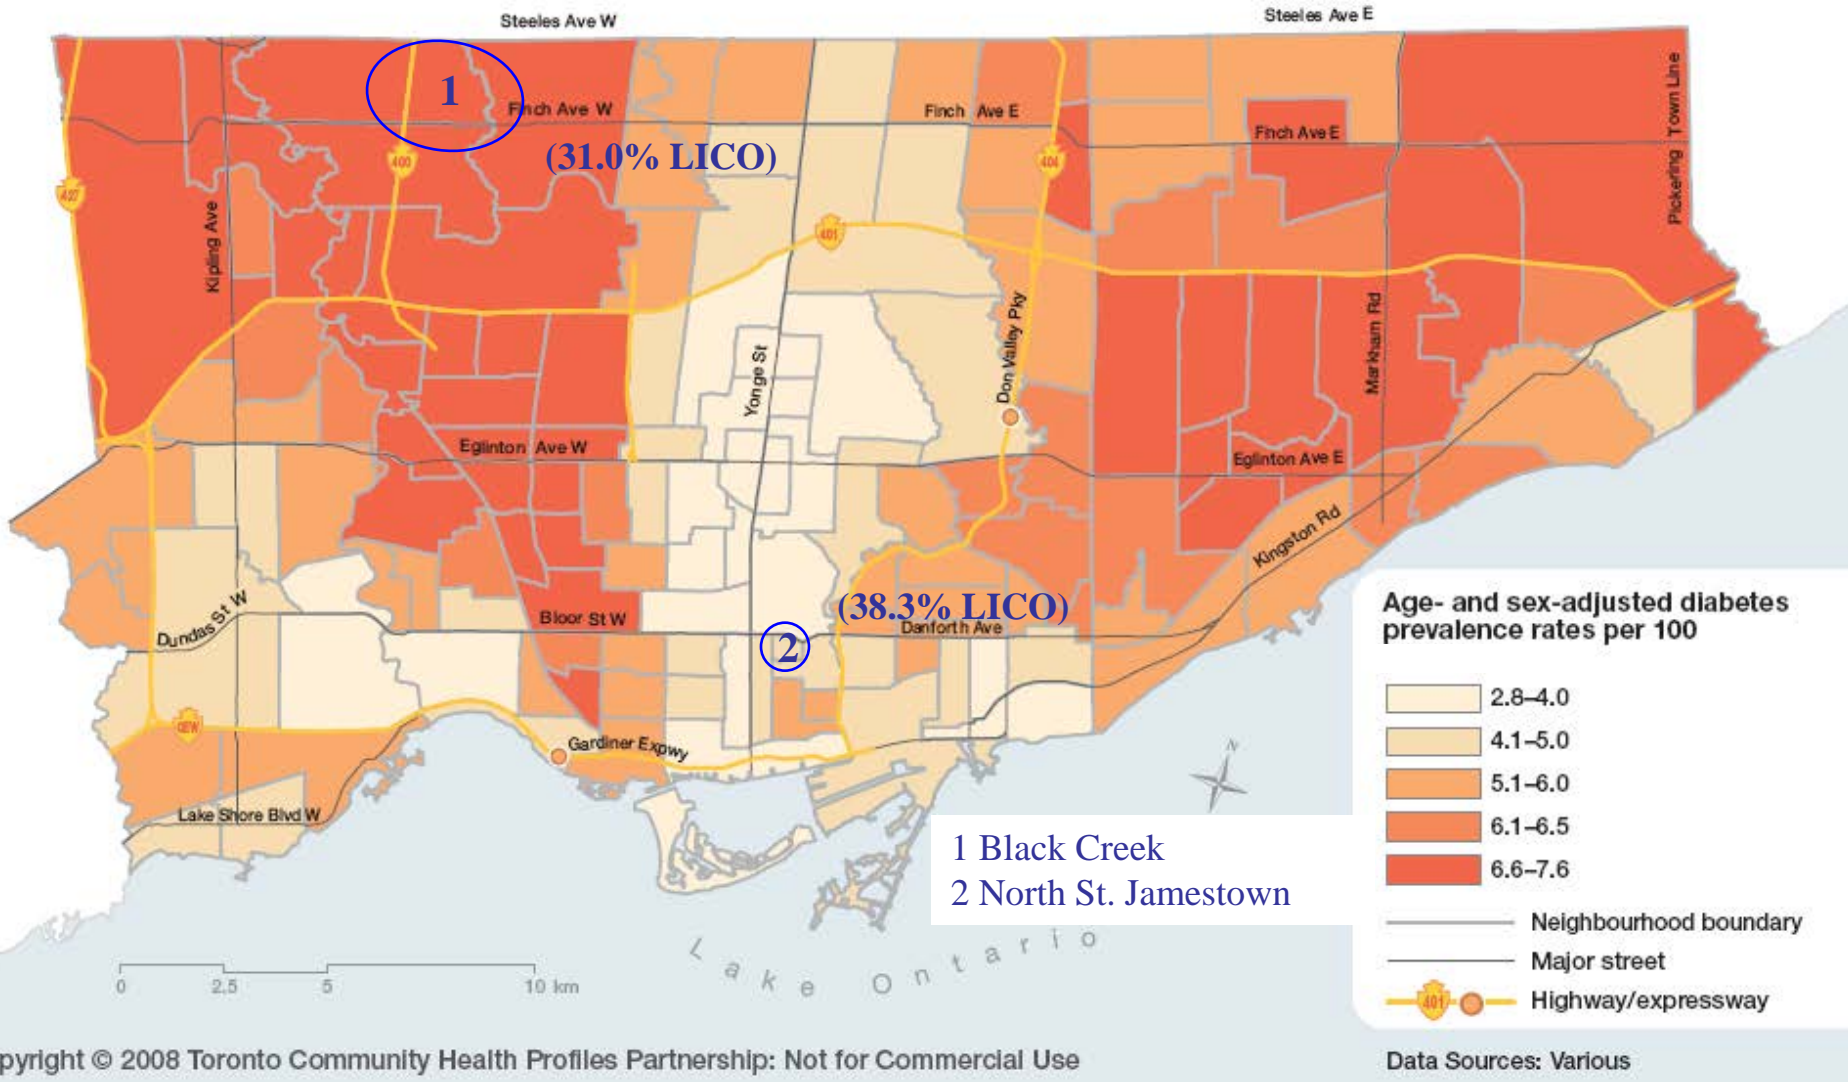 Steeles Ave W
Steeles Ave E
1
Finch Ave W
Finch Ave E
Finch Ave E
(31.0% LICO)
400
404
427
401
Kipling Ave
Pickering Town Line
Yonge St
Don Valley Pky
Markham Rd
Eglinton Ave W
Eglinton Ave E
Kingston Rd
(38.3% LICO)
Dundas St W
Bloor St W
Danforth Ave
2
QEW
Gardiner Expwy
Lake Shore Blvd W
N
Age- and sex-adjusted diabetes
prevalence rates per 100
2.8–4.0
4.1–5.0
5.1–6.0
6.1–6.5
6.6–7.6
Neighbourhood boundary
Major street
401
Highway/expressway
1 Black Creek
2 North St. Jamestown
Lake Ontario
0 2.5 5 10 km
pyright © 2008 Toronto Community Health Profiles Partnership: Not for Commercial Use
Data Sources: Various